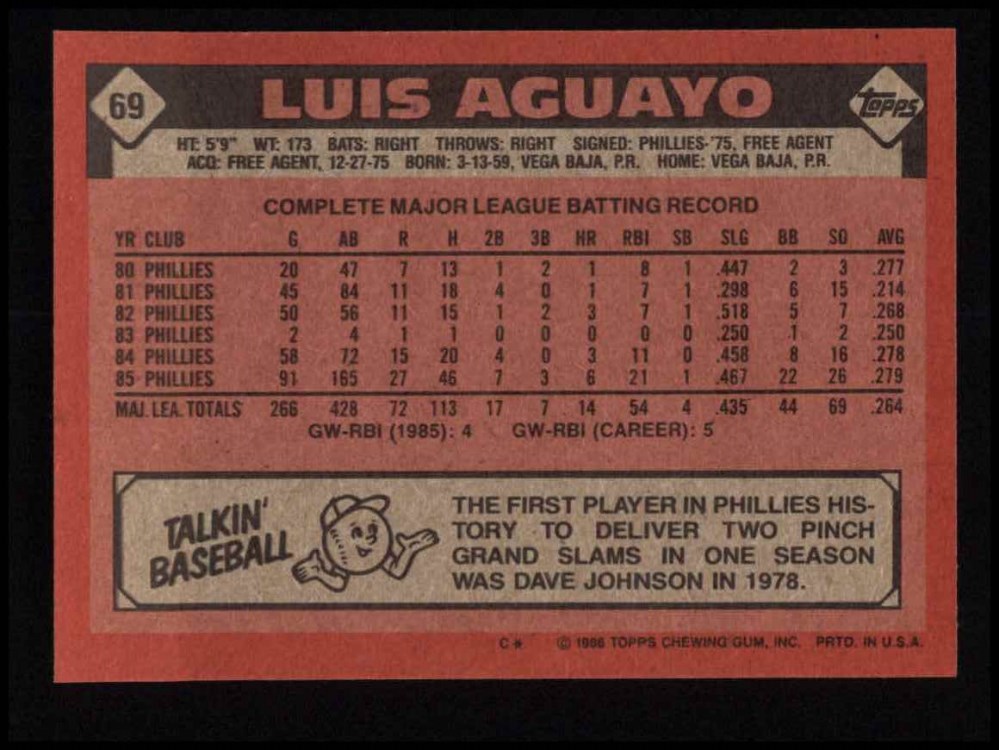 69
LUIS AGUAYO
TOPPS
HT: 5'9" WT: 173 BATS: RIGHT THROWS: RIGHT SIGNED: PHILLIES-'75, FREE AGENT
ACQ: FREE AGENT, 12-27-75 BORN: 3-13-59, VEGA BAJA, P.R. HOME: VEGA BAJA, P.R.
COMPLETE MAJOR LEAGUE BATTING RECORD
YR CLUB G AB R H 2B 3B HR RBI SB SLG BB SO AVG
80 PHILLIES 20 47 7 13 1 2 1 8 1 .447 2 3 .277
81 PHILLIES 45 84 11 18 4 0 1 7 1 .298 6 15 .214
82 PHILLIES 50 56 11 15 1 2 3 7 1 .518 5 7 .268
83 PHILLIES 2 4 1 1 0 0 0 0 0 .250 1 2 .250
84 PHILLIES 58 72 15 20 4 0 3 11 0 .458 8 16 .278
85 PHILLIES 91 165 27 46 7 3 6 21 1 .467 22 26 .279
MAJ. LEA. TOTALS 266 428 72 113 17 7 14 54 4 .435 44 69 .264
GW-RBI (1985): 4 GW-RBI (CAREER): 5
TALKIN'
BASEBALL
THE FIRST PLAYER IN PHILLIES HIS-
TORY TO DELIVER TWO PINCH
GRAND SLAMS IN ONE SEASON
WAS DAVE JOHNSON IN 1978.
C* © 1986 TOPPS CHEWING GUM, INC. PRTD. IN U.S.A.